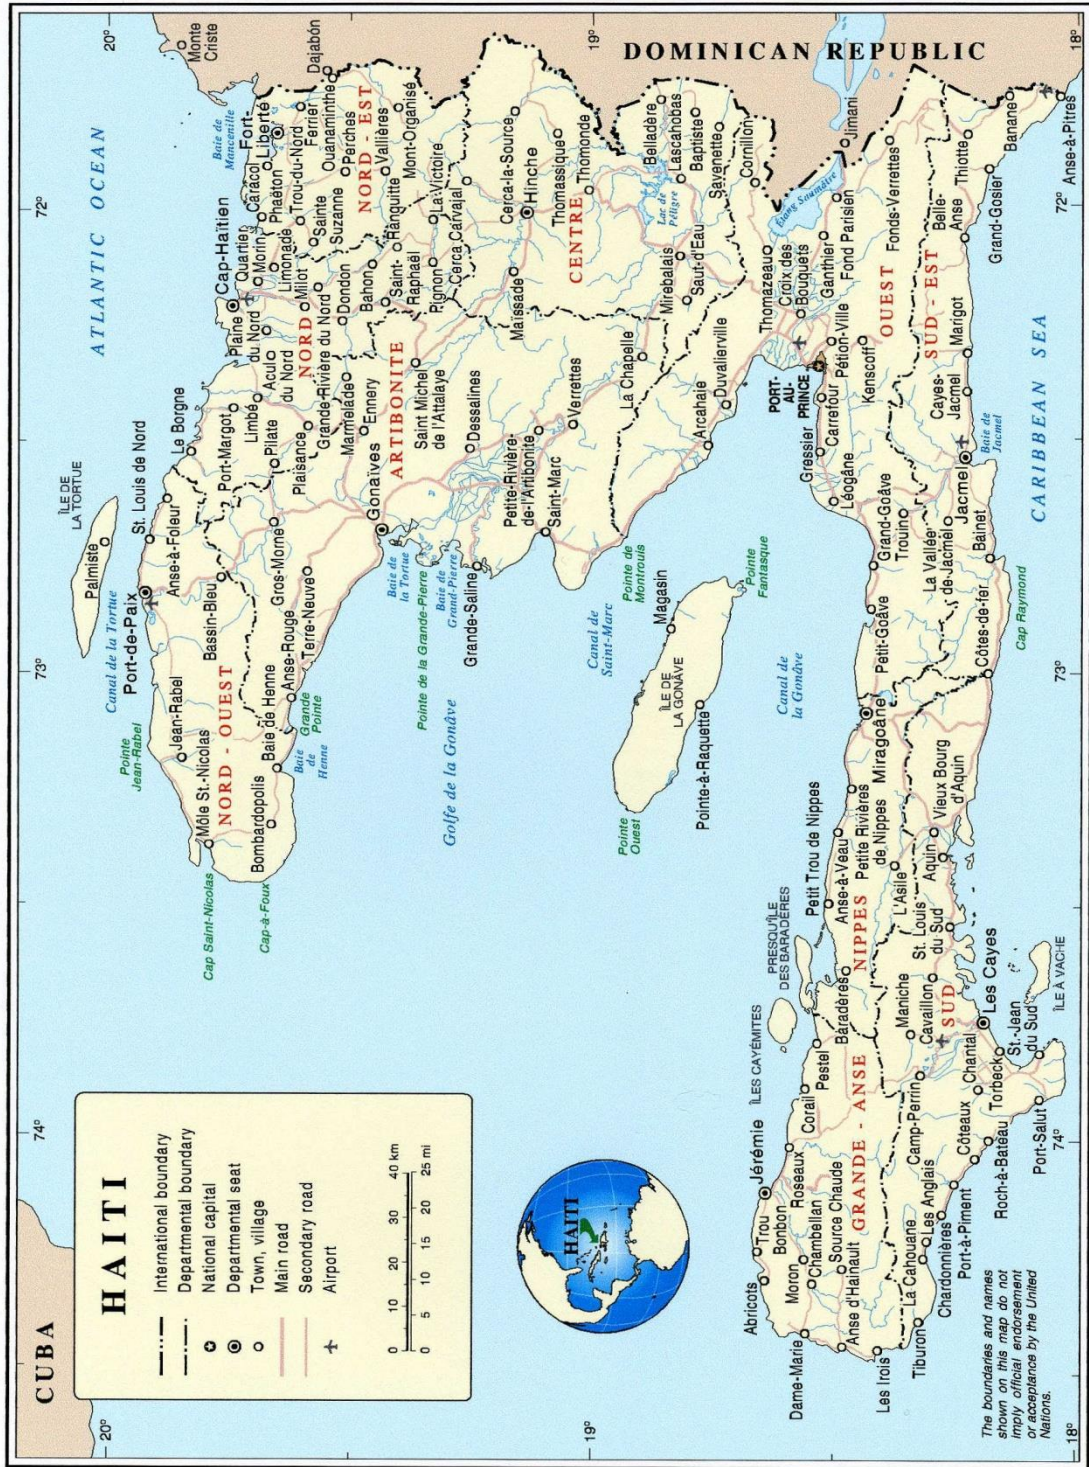 CUBA
HAITI
International boundary
Departmental boundary
National capital
Departmental seat
Town, village
Main road
Secondary road
Airport
0 10 20 30 40 km
0 5 10 15 20 25 mi
HAITI
The boundaries and names
shown on this map do not
imply official endorsement
or acceptance by the United
Nations.
74º
73º
72º
20º
19º
18º
20º
19º
18º
74º
73º
72º
ATLANTIC OCEAN
CARIBBEAN SEA
DOMINICAN REPUBLIC
Monte
Criste
Dajabón
Jimaní
ÎLE DE
LA TORTUE
Palmiste
Canal de la Tortue
Pointe
Jean-Rabel
Port-de-Paix
St. Louis de Nord
Anse-à-Foleur
Le Borgne
Jean-Rabel
Môle St.-Nicolas
NORD - OUEST
Bassin-Bleu
Bombardopolis
Baie de Henne
Anse-Rouge
Cap Saint-Nicolas
Cap-à-Foux
Baie
de
Henne
Grande
Pointe
Terre-Neuve
Gros-Morne
Port-Margot
Limbé
Pilate
Plaisance
Cap-Haïtien
Quartier
Morin
Plaine
du Nord
Acul
du Nord
Limonade
Milot
NORD
Grande-Rivière du Nord
Dondon
Marmelade
Bahon
Saint-
Raphaël
Ranquitte
Pignon
La Victoire
Caracol
Fort-
Liberté
Baie de
Mancenille
Phaéton
Trou-du-Nord
Ferrier
Ouanaminthe
Sainte
Suzanne
Perches
NORD - EST
Vallières
Mont-Organisé
Cerca Carvajal
Ennery
Gonaïves
ARTIBONITE
Saint Michel
de l'Attalaye
Dessalines
Baie de
la Tortue
Pointe de la Grande-Pierre
Baie de
Grand-Pierre
Grande-Saline
Golfe de la Gonâve
Petite-Rivière-
de-l'Artibonite
Saint-Marc
Verrettes
La Chapelle
Canal de
Saint-Marc
Pointe de
Montrouis
Cerca-la-Source
Hinche
Maïssade
Thomassique
Thomonde
CENTRE
Belladère
Lascahobas
Lac de
Péligre
Baptiste
Mirebalais
Savenette
Saut-d'Eau
Cornillon
Magasin
ÎLE DE
LA GONÂVE
Pointe
Ouest
Pointe-à-Raquette
Pointe
Fantasque
Canal de
la Gonâve
Arcahaie
Duvalierville
Thomazeau
Étang Saumâtre
Croix des
Bouquets
PORT-
AU-
PRINCE
Ganthier
Fond Parisien
Pétion-Ville
Kenscoff
Carrefour
Gressier
Léogâne
OUEST
Fonds-Verrettes
Grand-Goâve
Petit-Goâve
Trouin
La Vallée
de Jacmel
Jacmel
Bainet
Côtes-de-fer
Cap Raymond
Cayes-
Jacmel
Baie de
Jacmel
SUD - EST
Marigot
Belle-
Anse
Thiotte
Grand-Gosier
Banane
Anse-à-Pitres
Miragoâne
Petite Rivières
de Nippes
Petit Trou de Nippes
Anse-à-Veau
NIPPES
L'Asile
Baradères
PRESQU'ÎLE
DES BARADÈRES
ÎLES CAYÉMITES
Vieux Bourg
d'Aquin
Aquin
St. Louis
du Sud
Cavaillon
Maniche
SUD
Les Cayes
ÎLE À VACHE
St.-Jean
du Sud
Chantal
Torbeck
Camp-Perrin
Côteaux
Port-Salut
Roch-à-Bateau
Port-à-Piment
Chardonnières
Les Anglais
La Cahouane
Tiburon
Les Irois
GRANDE - ANSE
Pestel
Corail
Roseaux
Jérémie
Trou
Bonbon
Abricots
Moron
Chambellan
Source Chaude
Dame-Marie
Anse d'Hainault